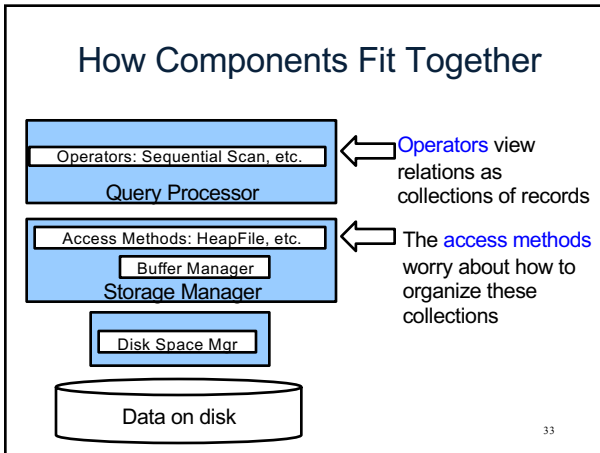 How Components Fit Together
Operators: Sequential Scan, etc.
Query Processor
Operators view
relations as
collections of records
Access Methods: HeapFile, etc.
Buffer Manager
Storage Manager
The access methods
worry about how to
organize these
collections
Disk Space Mgr
Data on disk
33